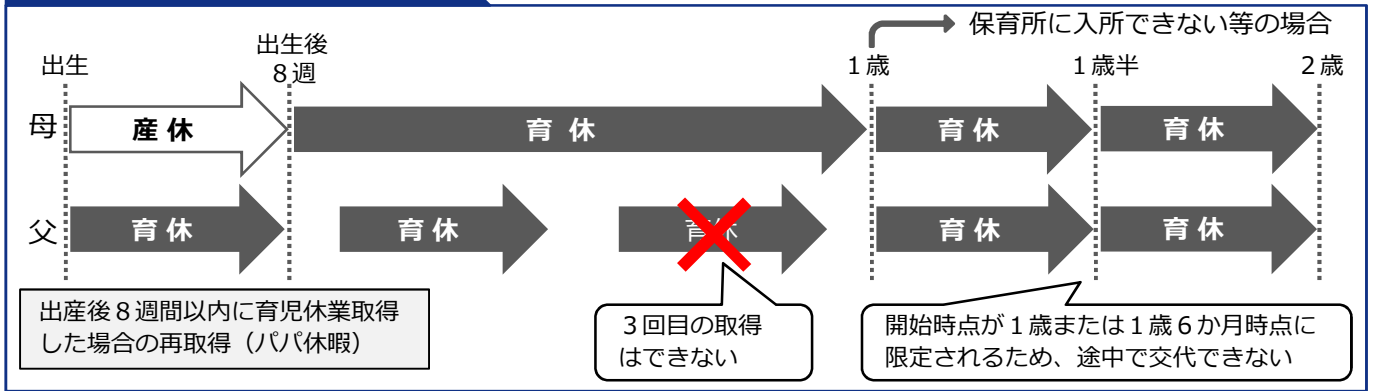 保育所に入所できない等の場合
出生
出生後
８週
１歳
１歳半
２歳
母
産 休
育 休
育 休
育 休
父
育 休
育 休
育休
育 休
育 休
出産後８週間以内に育児休業取得
した場合の再取得（パパ休暇）
３回目の取得
はできない
開始時点が１歳または１歳６か月時点に
限定されるため、途中で交代できない